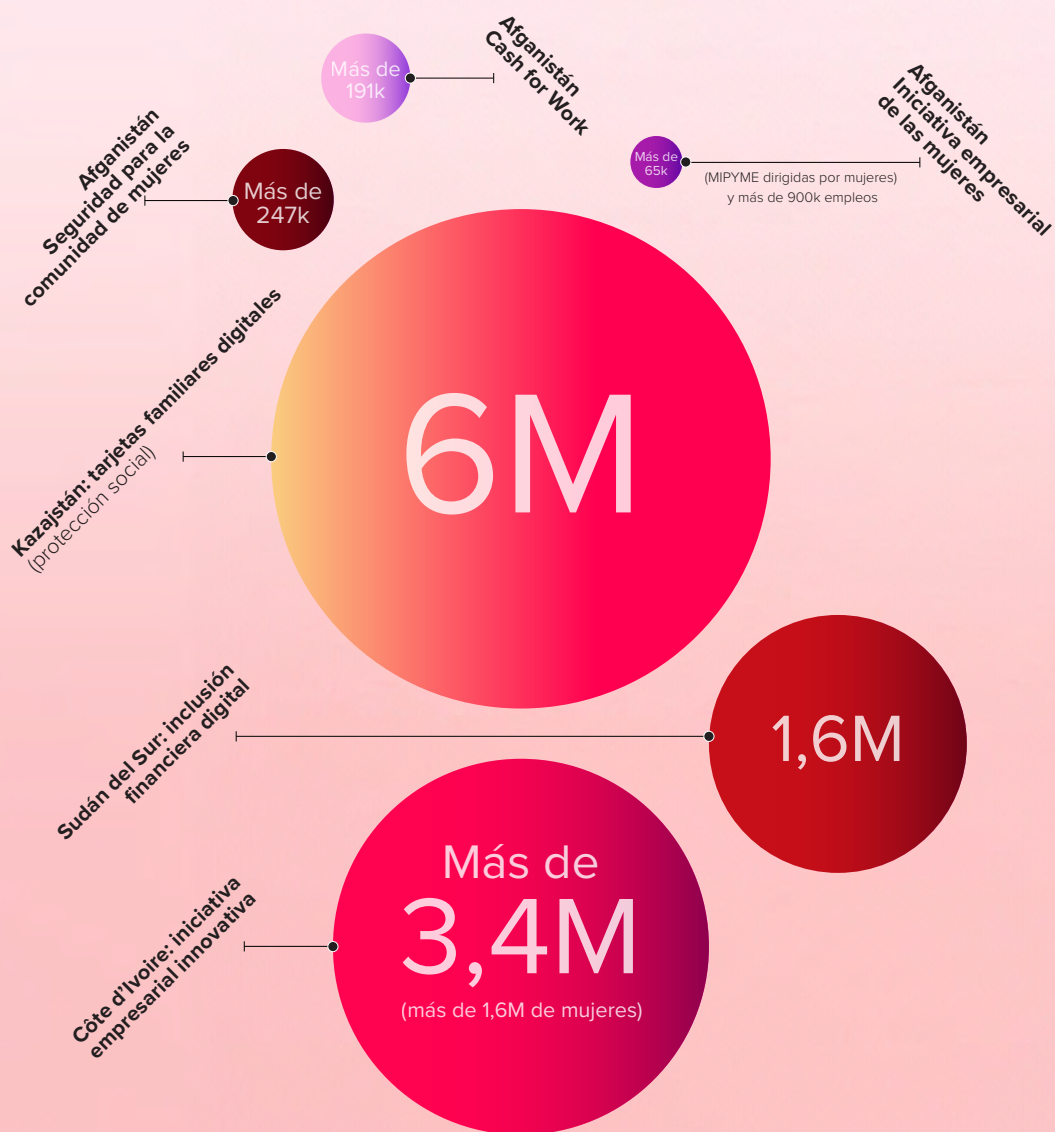 Más de
191k
Afganistán
Cash for Work
Afganistán
Iniciativa empresarial
de las mujeres
Más de
65k
(MIPYME dirigidas por mujeres)
y más de 900k empleos
Afganistán
Seguridad para la
comunidad de mujeres
Más de
247k
Kazajstán: tarjetas familiares digitales
(protección social)
6M
Sudán del Sur: inclusión
financiera digital
1,6M
Côte d'Ivoire: iniciativa
empresarial innovativa
Más de
3,4M
(más de 1,6M de mujeres)